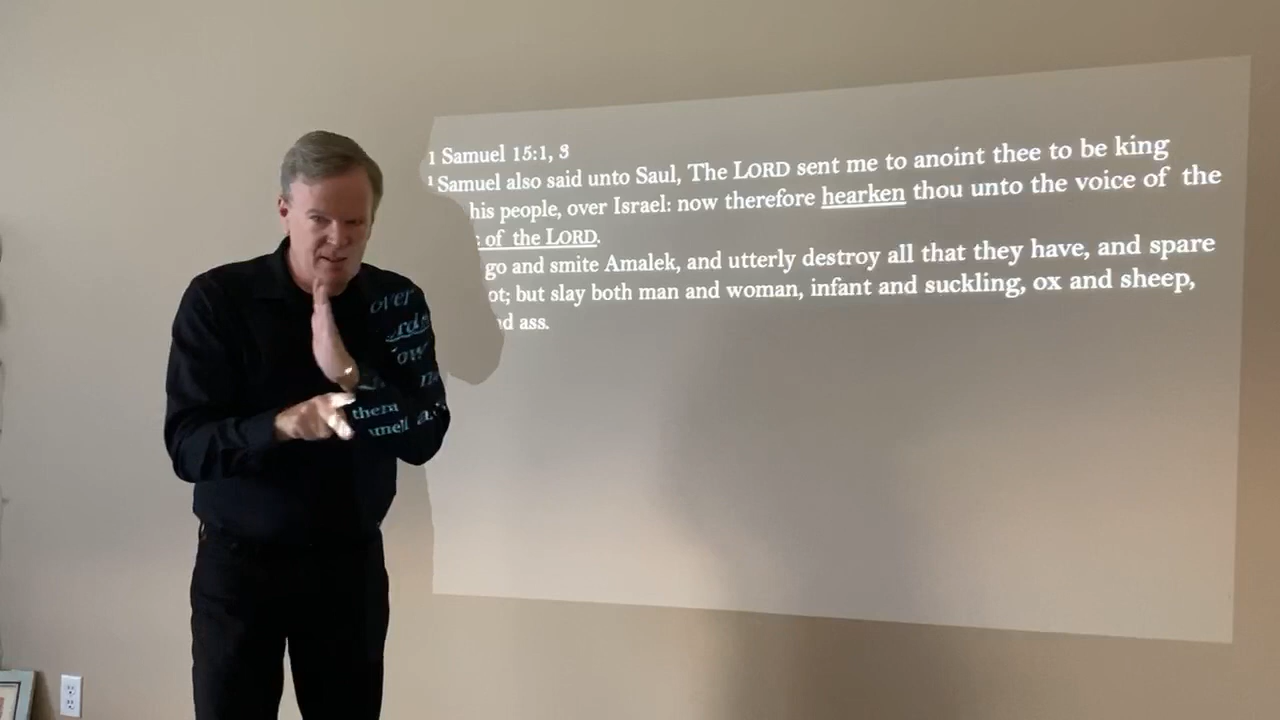 1 Samuel 15:1, 3
1 Samuel also said unto Saul, The LORD sent me to anoint thee to be king
his people, over Israel: now therefore hearken thou unto the voice of the
of the LORD.
go and smite Amalek, and utterly destroy all that they have, and spare
but slay both man and woman, infant and suckling, ox and sheep,
ass.
over
them